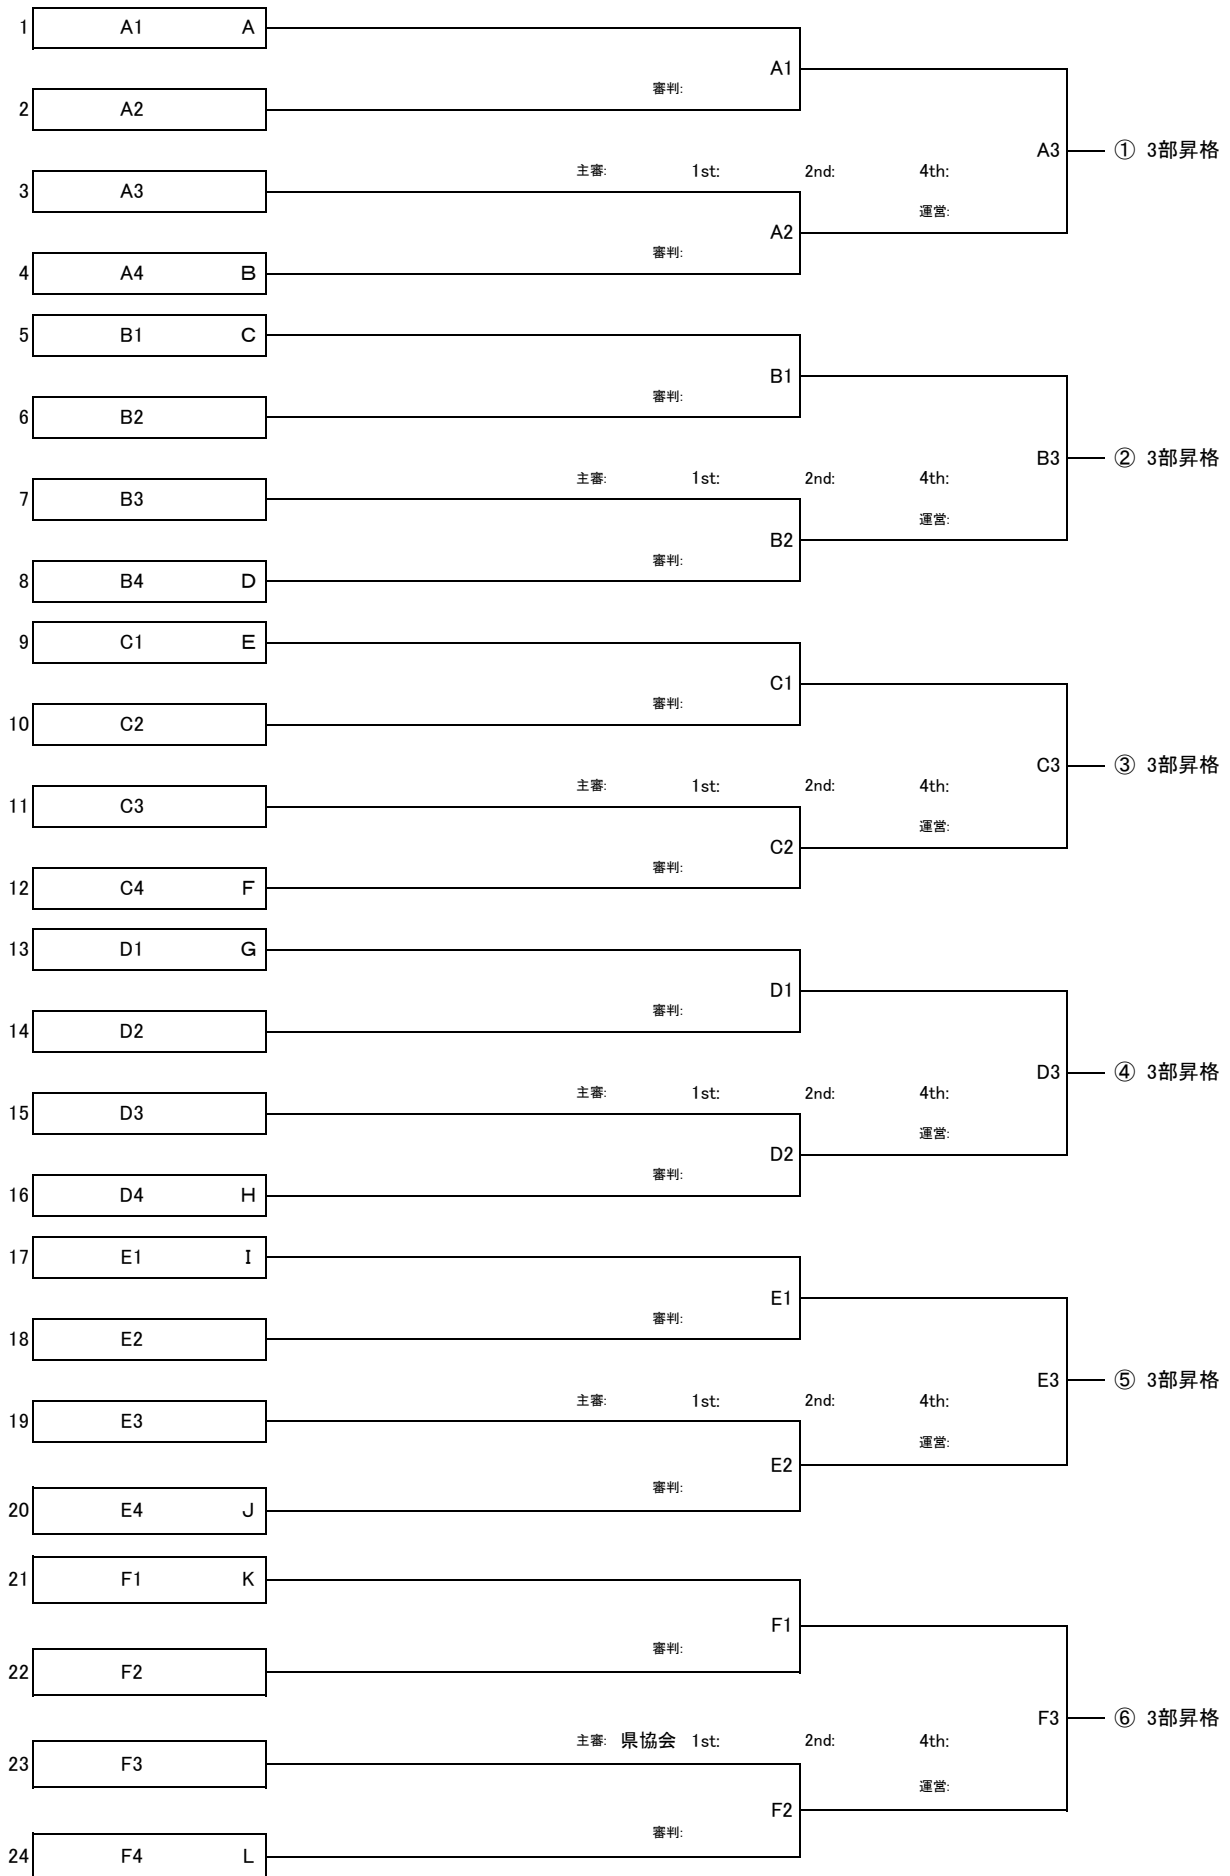 1 A1 A
A1
審判:
2 A2
A3 ① 3部昇格
主審: 1st: 2nd: 4th:
3 A3
運営:
A2
審判:
4 A4 B
5 B1 C
B1
審判:
6 B2
B3 ② 3部昇格
主審: 1st: 2nd: 4th:
7 B3
運営:
B2
審判:
8 B4 D
9 C1 E
C1
審判:
10 C2
C3 ③ 3部昇格
主審: 1st: 2nd: 4th:
11 C3
運営:
C2
審判:
12 C4 F
13 D1 G
D1
審判:
14 D2
D3 ④ 3部昇格
主審: 1st: 2nd: 4th:
15 D3
運営:
D2
審判:
16 D4 H
17 E1 I
E1
審判:
18 E2
E3 ⑤ 3部昇格
主審: 1st: 2nd: 4th:
19 E3
運営:
E2
審判:
20 E4 J
21 F1 K
F1
審判:
22 F2
F3 ⑥ 3部昇格
主審: 県協会 1st: 2nd: 4th:
23 F3
運営:
F2
審判:
24 F4 L